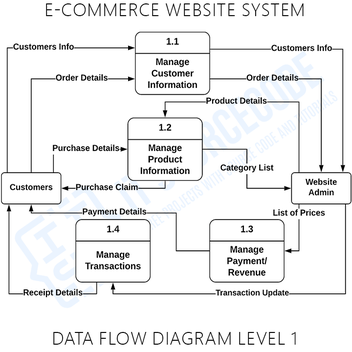 E-COMMERCE WEBSITE SYSTEM
1.1
Customers Info
Customers Info
Manage
Customer
Information
Order Details
Order Details
Product Details
1.2
Purchase Details
Manage
Product
Information
Category List
Customers
Purchase Claim
Website
Admin
Payment Details
List of Prices
1.4
1.3
Manage
Transactions
Manage
Payment/
Revenue
Receipt Details
Transaction Update
DATA FLOW DIAGRAM LEVEL 1